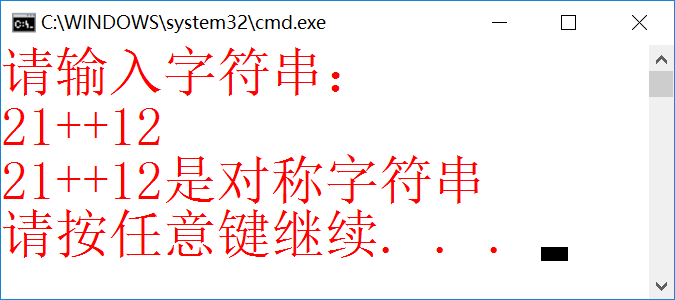 C:\WINDOWS\system32\cmd.exe
请输入字符串：
21++12
21++12是对称字符串
请按任意键继续. . .